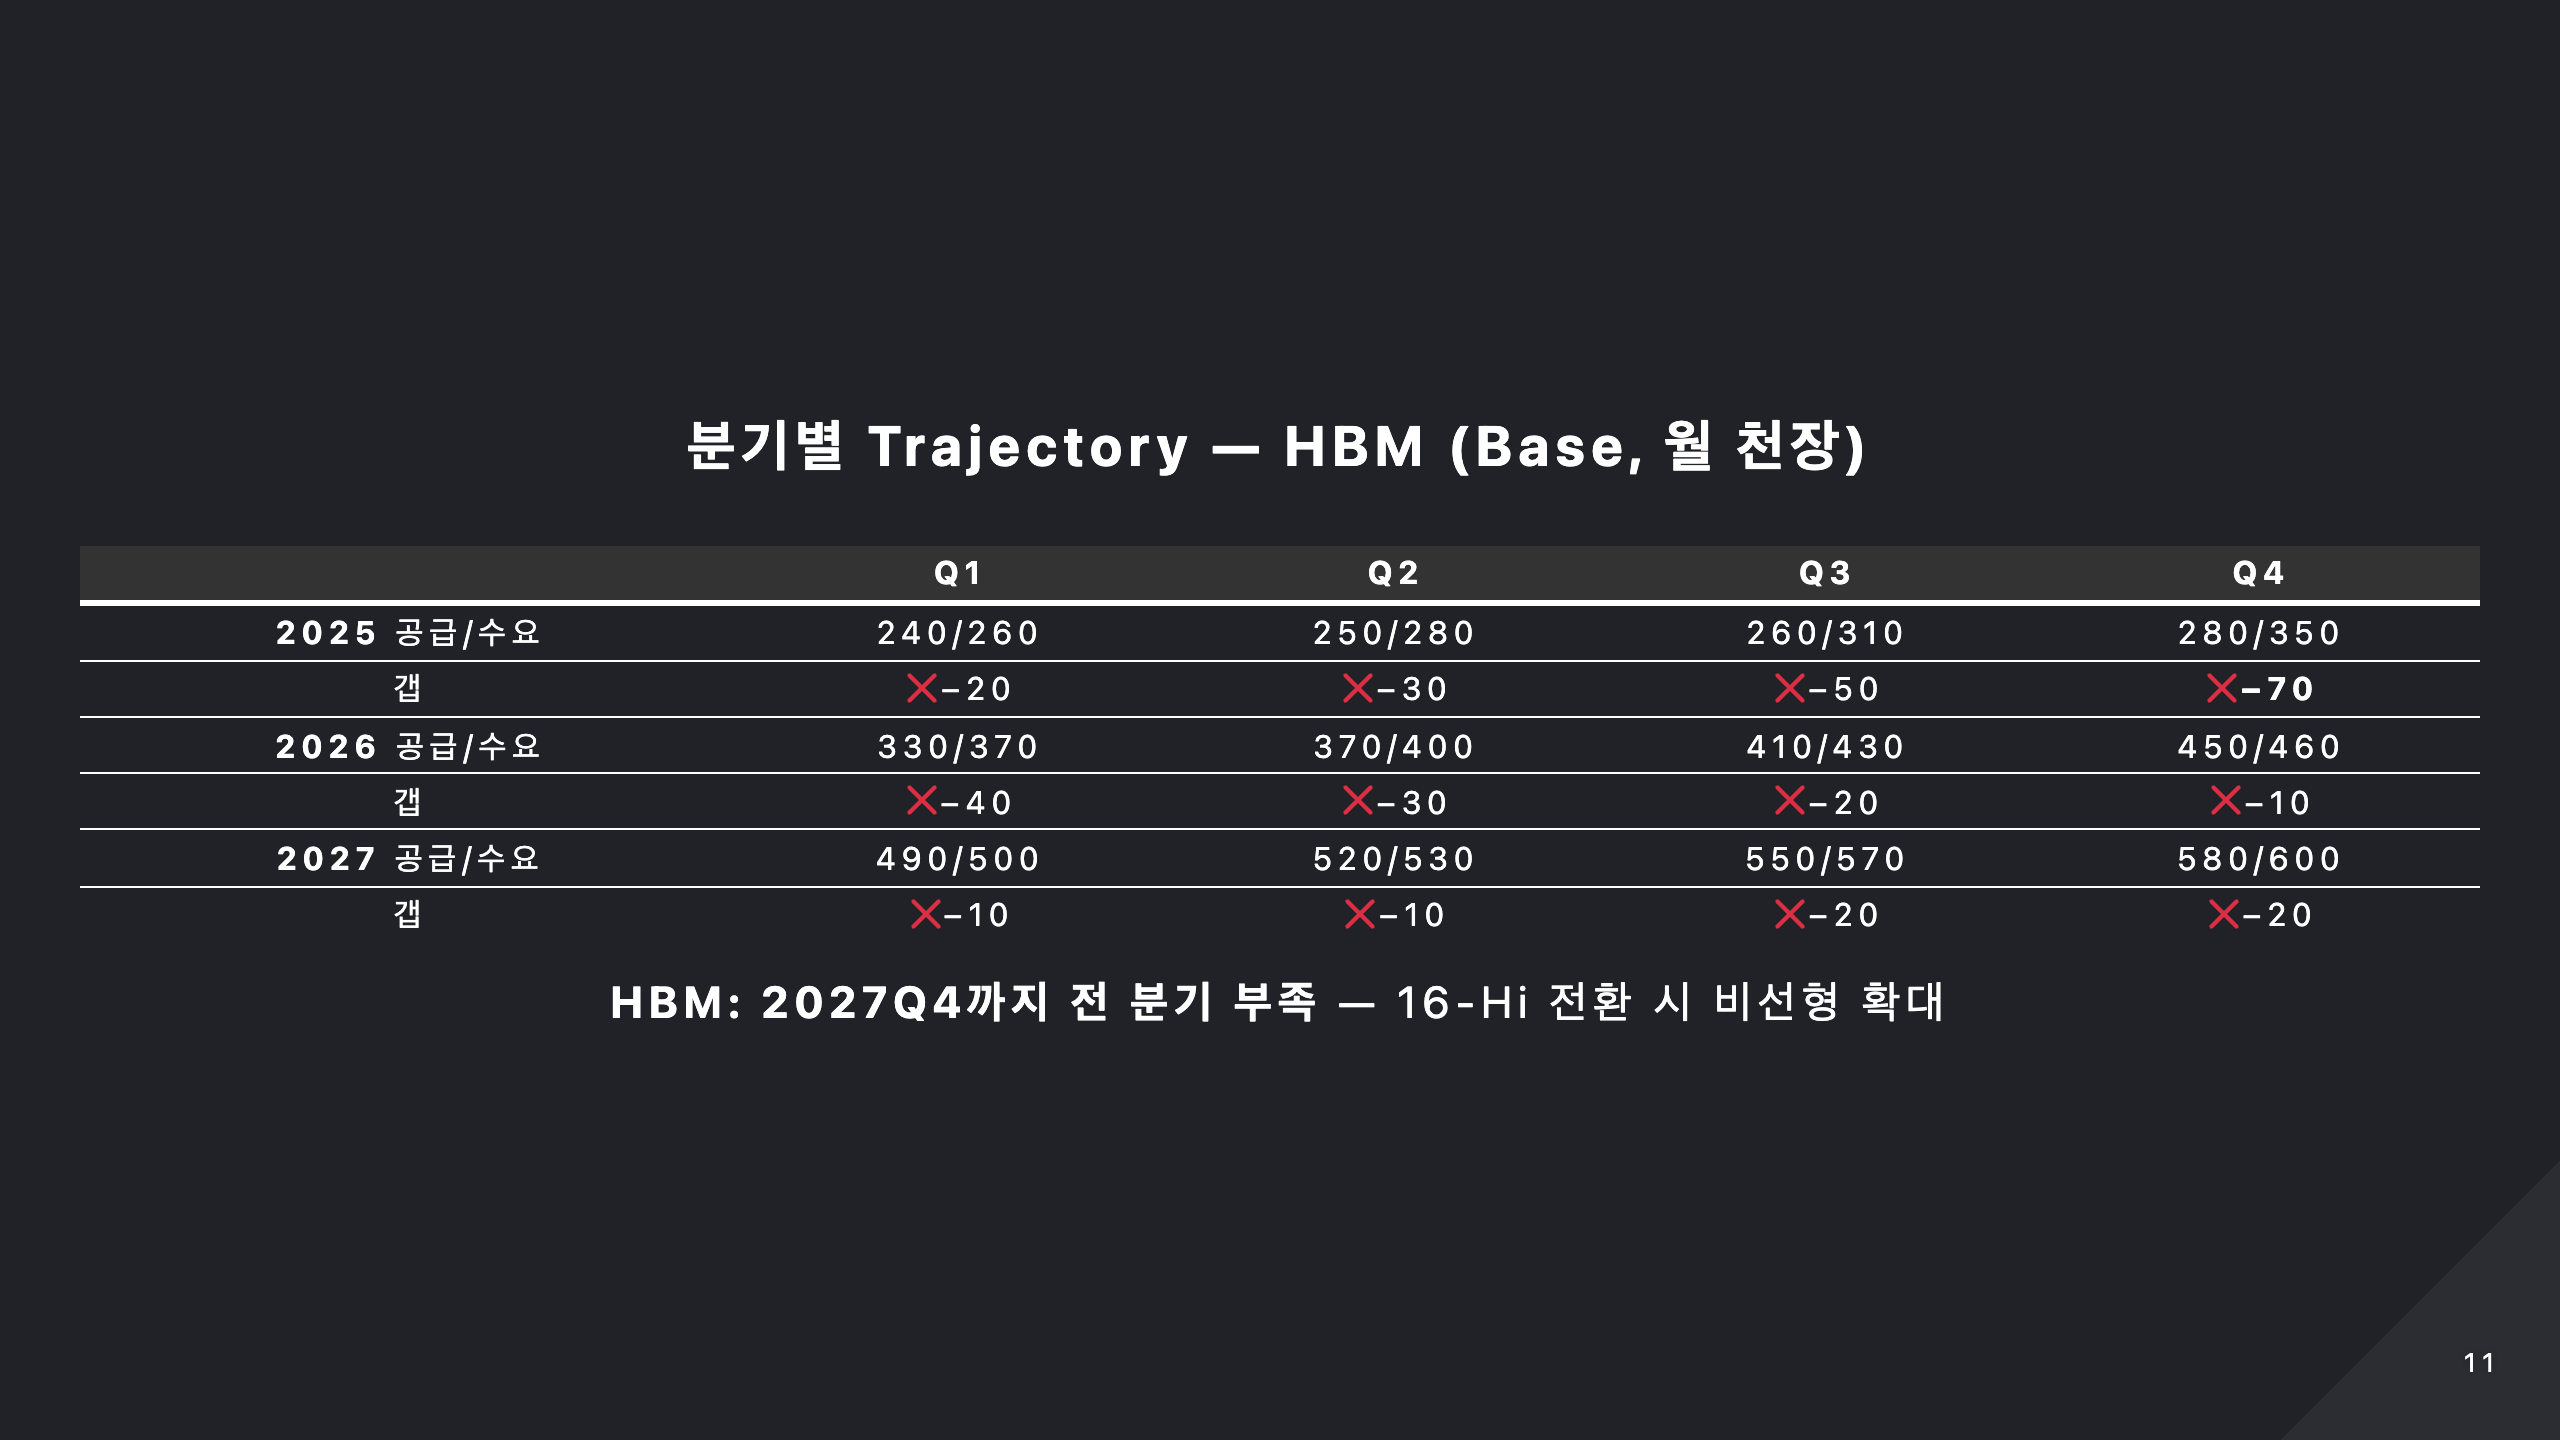 분기별 Trajectory — HBM (Base, 월 천장)
Q1 Q2 Q3 Q4
2025 공급/수요 240/260 250/280 260/310 280/350
갭 ❌−20 ❌−30 ❌−50 ❌−70
2026 공급/수요 330/370 370/400 410/430 450/460
갭 ❌−40 ❌−30 ❌−20 ❌−10
2027 공급/수요 490/500 520/530 550/570 580/600
갭 ❌−10 ❌−10 ❌−20 ❌−20
HBM: 2027Q4까지 전 분기 부족 — 16-Hi 전환 시 비선형 확대
11